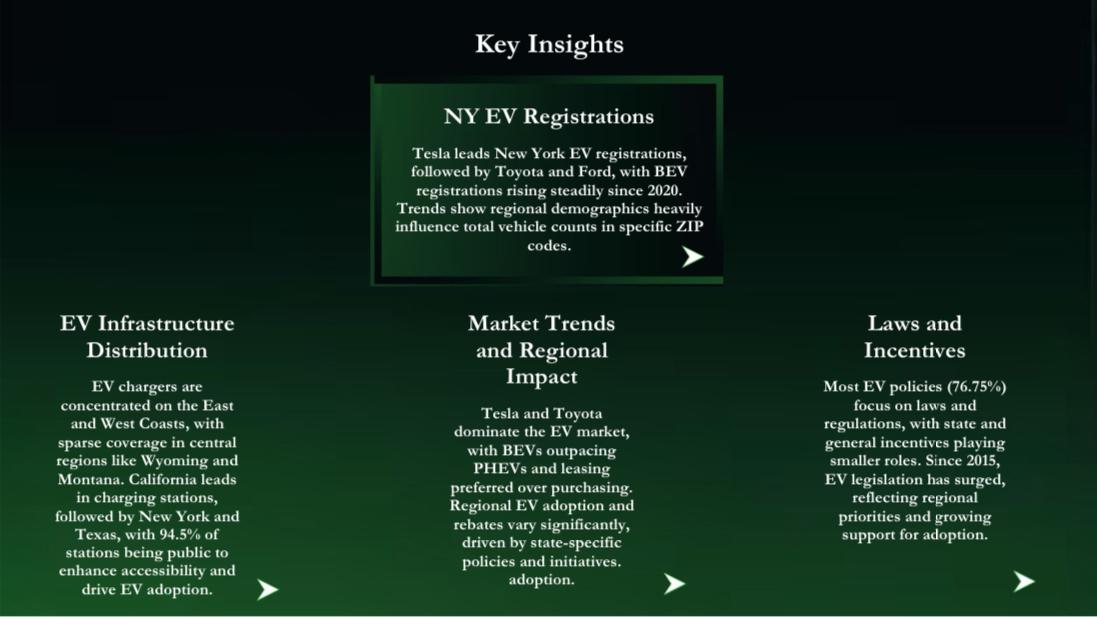 Key Insights
NY EV Registrations
Tesla leads New York EV registrations,
followed by Toyota and Ford, with BEV
registrations rising steadily since 2020.
Trends show regional demographics heavily
influence total vehicle counts in specific ZIP
codes.
EV Infrastructure
Distribution
EV chargers are
concentrated on the East
and West Coasts, with
sparse coverage in central
regions like Wyoming and
Montana. California leads
in charging stations,
followed by New York and
Texas, with 94.5% of
stations being public to
enhance accessibility and
drive EV adoption.
Market Trends
and Regional
Impact
Tesla and Toyota
dominate the EV market,
with BEVs outpacing
PHEVs and leasing
preferred over purchasing.
Regional EV adoption and
rebates vary significantly,
driven by state-specific
policies and initiatives.
adoption.
Laws and
Incentives
Most EV policies (76.75%)
focus on laws and
regulations, with state and
general incentives playing
smaller roles. Since 2015,
EV legislation has surged,
reflecting regional
priorities and growing
support for adoption.